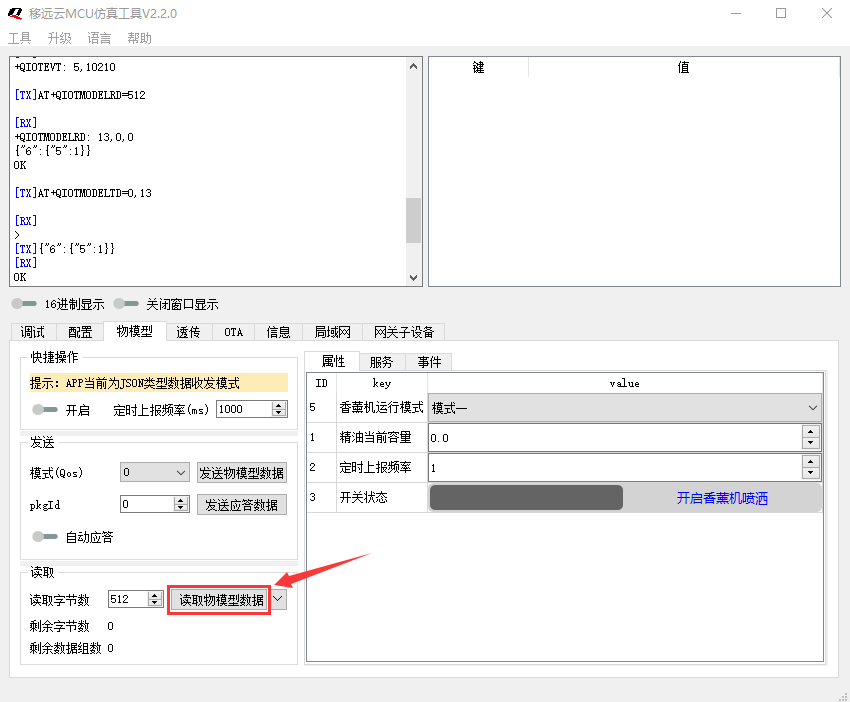 移远云MCU仿真工具V2.2.0
工具 升级 语言 帮助
+QIOTEVT: 5,10210
[TX]AT+QIOTMODELRD=512
[RX]
+QIOTMODELRD: 13,0,0
{"6":{"5":1}}
OK
[TX]AT+QIOTMODELTD=0,13
[RX]
>
[TX]{"6":{"5":1}}
[RX]
OK
键 值
16进制显示 关闭窗口显示
调试 配置 物模型 透传 OTA 信息 局域网 网关子设备
快捷操作
提示: APP当前为JSON类型数据收发模式
开启 定时上报频率(ms) 1000
发送
模式(Qos) 0 发送物模型数据
pkgId 0 发送应答数据
自动应答
读取
读取字节数 512 读取物模型数据
剩余字节数 0
剩余数据组数 0
属性 服务 事件
ID key value
5 香薰机运行模式 模式一
1 精油当前容量 0.0
2 定时上报频率 1
3 开关状态 开启香薰机喷洒